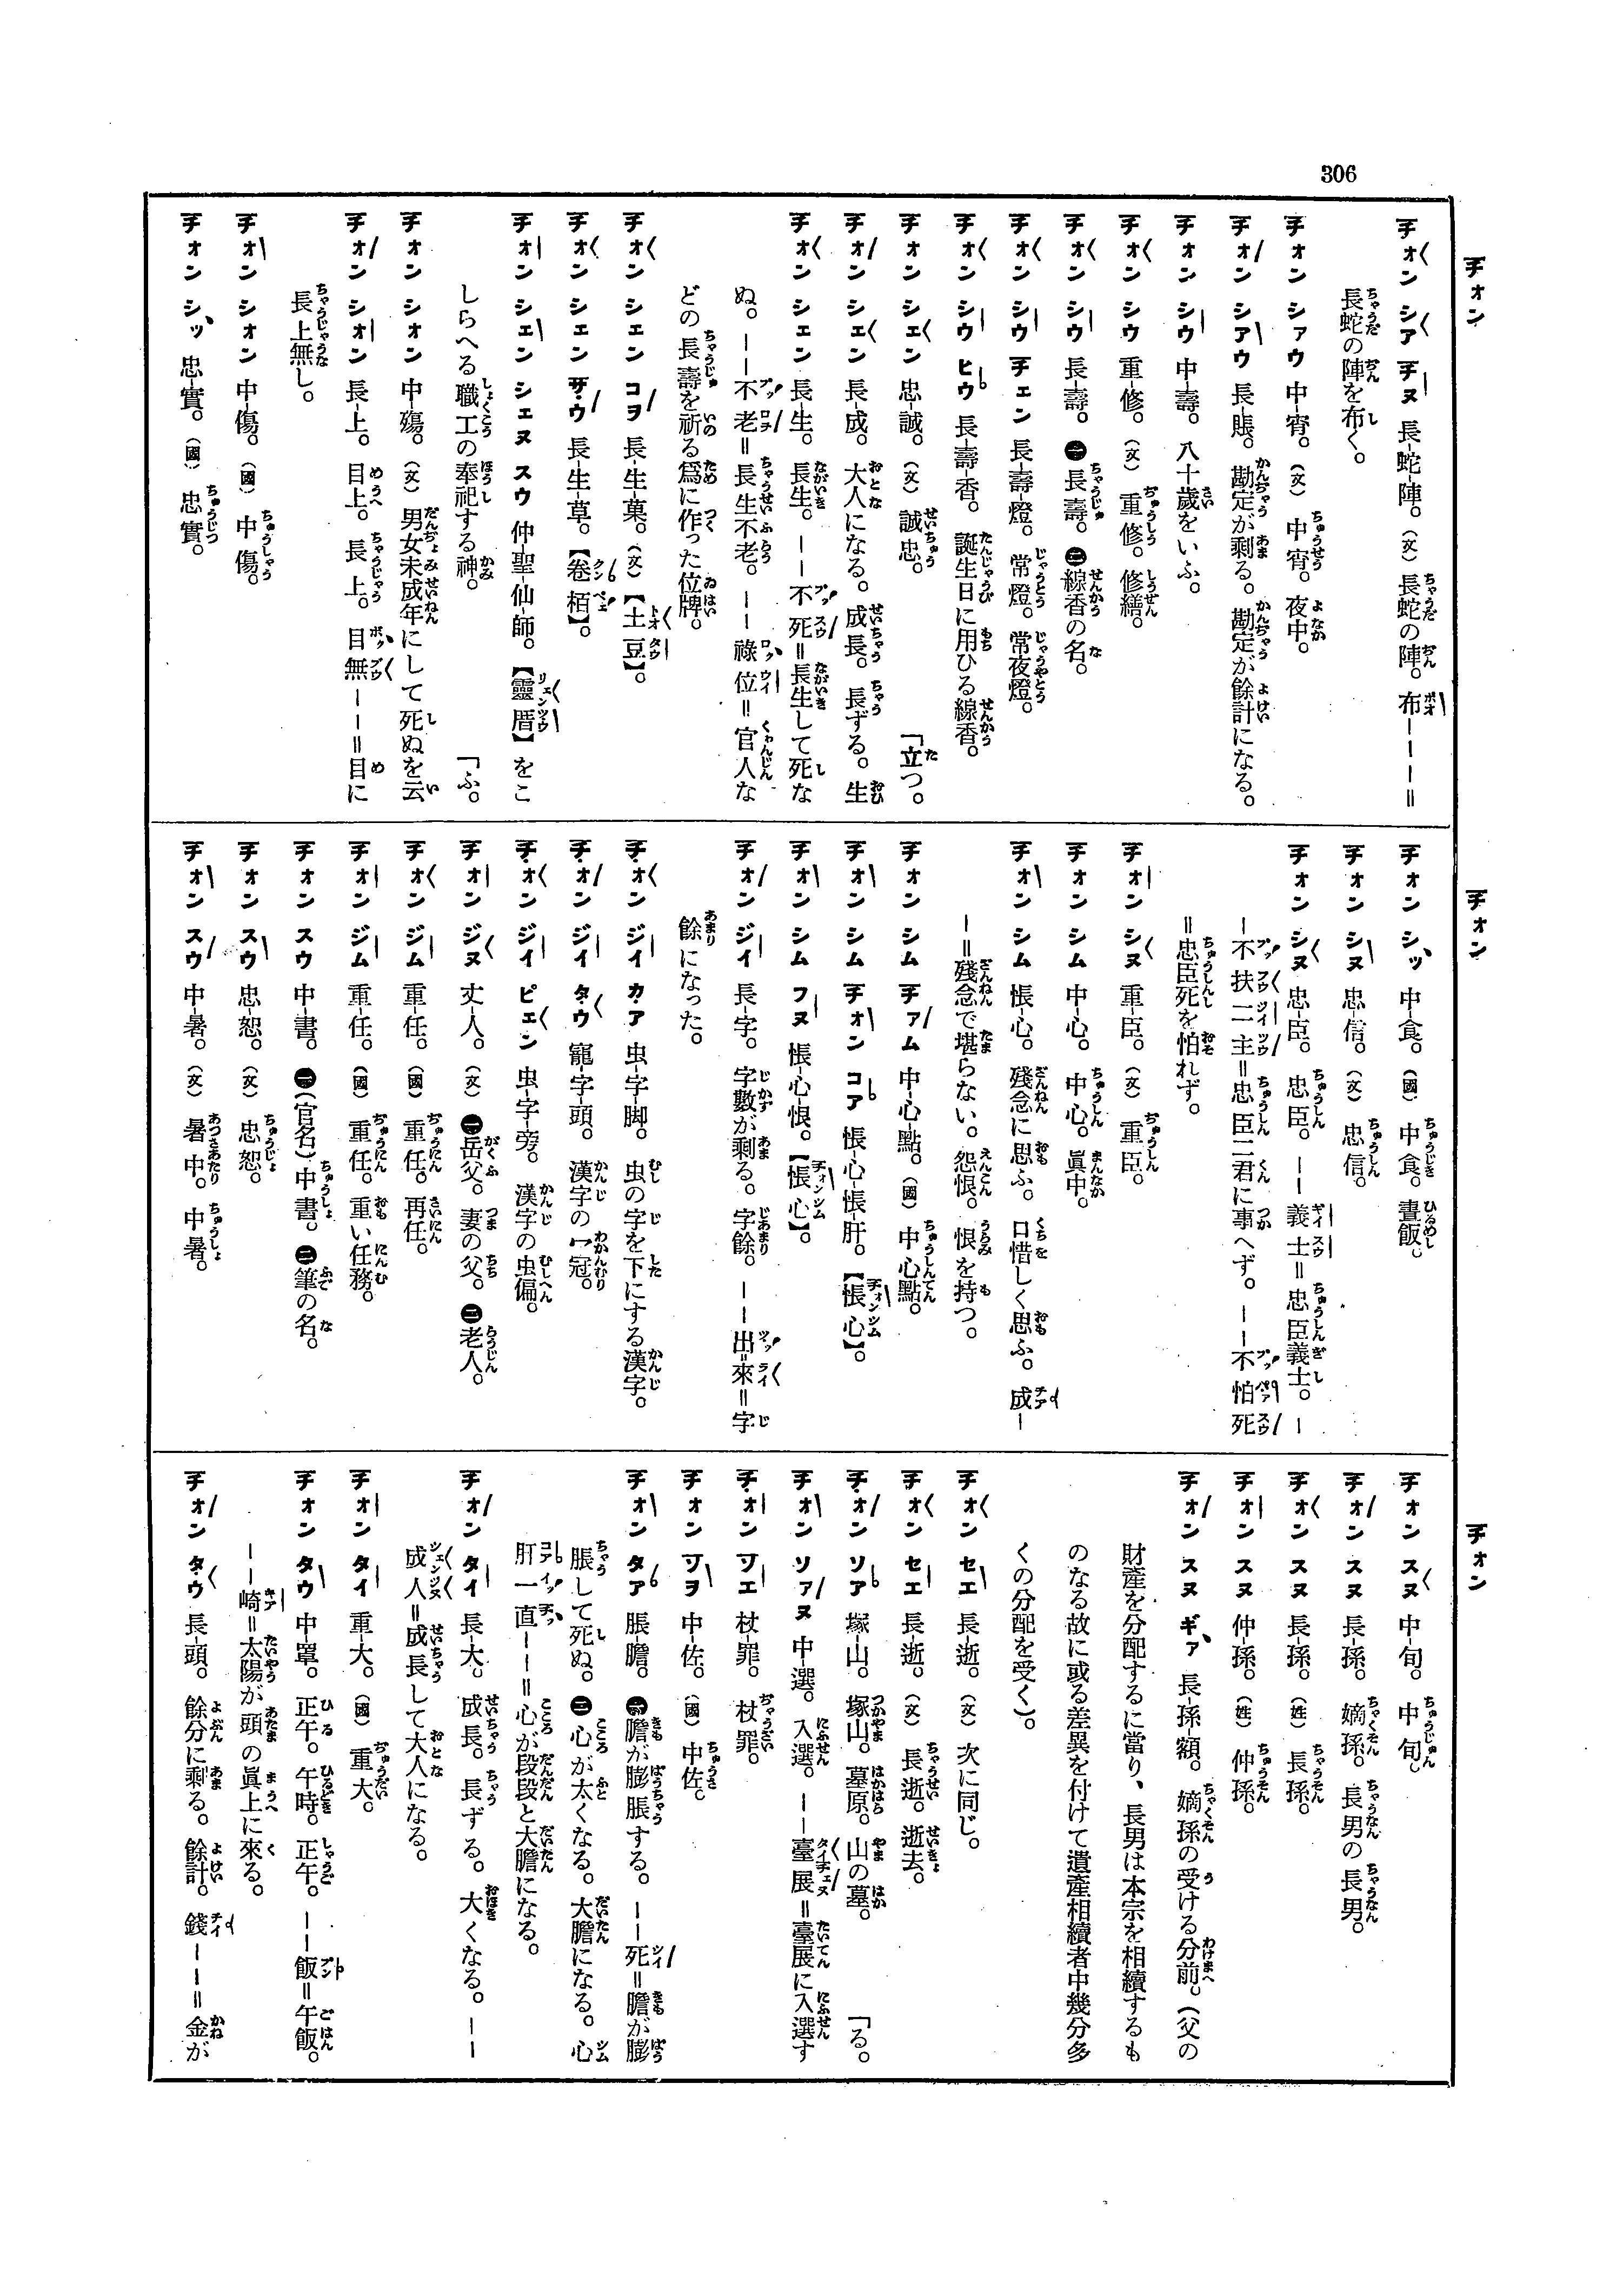 306
チオン
チオン
チオン
チオン シア チヌ 長-蛇-陣。(文)長蛇の陣。布－－－＝
長蛇の陣を布く。
チオン シアウ 中-宵。(文)中宵。夜中。
チオン シアウ 長-賬。勘定が剩る。勘定が餘計になる。
チオン シウ 中-壽。八十歲をいふ。
チオン シウ 重-修。(文)重修。修繕。
チオン シウ 長-壽。㊀長壽。㊁線香の名。
チオン シウ チェン 長-壽-燈。常燈。常夜燈。
チオン シウ ヒウ 長-壽-香。誕生日に用ひる線香。
チオン シェン 忠-誠。(文)誠忠。「立つ。
チオン シェン 長-成。大人になる。成長。長ずる。生
チオン シェン 長-生。長生。－－不死＝長生して死な
ぬ。－－不老＝長生不老。－－祿位＝官人な
どの長壽を祈る爲に作つた位牌。
チオン シェン コヲ 長-生-菓。(文)【土豆】。
チオン シェン ザウ 長-生-草。【卷栢】。
チオン シェン シェヌ スウ 仲-聖-仙-師。【靈厝】をこ
しらへる職工の奉祀する神。「ふ。
チオン シオン 中-殤。(文)男女未成年にして死ぬを云
チオン シオン 長-上。目上。長上。目無－－＝目に
長上無し。
チオン シオン 中-傷。(國)中傷。
チオン シッ 忠-實。(國)忠實。
チオン シッ 中-食。(國)中食。晝飯。
チオン シヌ 忠-信。(文)忠信。
チオン シヌ 忠-臣。忠臣。－－義士＝忠臣義士。－
－不扶二主＝忠臣二君に事へず。－－不怕死
＝忠臣死を怕れず。
チオン シヌ 重-臣。(文)重臣。
チオン シム 中-心。中心。眞中。
チオン シム 悵-心。殘念に思ふ。口惜しく思ふ。成－
－＝殘念で堪らない。怨恨。恨を持つ。
チオン シム チァム 中-心-點。(國)中心點。
チオン シム チオン コア 悵-心-悵-肝。【悵心】。
チオン シム フヌ 悵-心-恨。【悵心】。
チオン ジイ 長-字。字數が剩る。字餘。－－出來＝字
餘になつた。
チオン ジイ カア 虫-字-脚。虫の字を下にする漢字。
チオン ジイ タウ 寵-字-頭。漢字の冖冠。
チオン ジイ ピェン 虫-字-旁。漢字の虫偏。
チオン ジヌ 丈-人。(文)㊀岳父。妻の父。㊁老人。
チオン ジム 重-任。(國)重任。再任。
チオン ジム 重-任。(國)重任。重い任務。
チオン スウ 中-書。㊀(官名)中書。㊁筆の名。
チオン スウ 忠-恕。(文)忠恕。
チオン スウ 中-暑。(文)暑中。中暑。
チオン スヌ 中-旬。中旬。
チオン スヌ 長-孫。嫡孫。長男の長男。
チオン スヌ 長-孫。(姓)長孫。
チオン スヌ 仲-孫。(姓)仲孫。
チオン スヌ ギァ 長-孫-額。嫡孫の受ける分前。(父の
財產を分配するに當り、長男は本宗を相續するも
のなる故に或る差異を付けて遺產相續者中幾分多
くの分配を受く)。
チオン セエ 長-逝。(文)次に同じ。
チオン セエ 長-逝。(文)長逝。逝去。
チオン ソア 塚-山。塚山。墓原。山の墓。「る。
チオン ソァヌ 中-選。入選。－－臺展＝臺展に入選す
チオン ツエ 杖-罪。杖罪。
チオン ツヲ 中-佐。(國)中佐。
チオン タア 脹-膽。㊀膽が膨脹する。－－死＝膽が膨
脹して死ぬ。㊁心が太くなる。大膽になる。心
肝一直－－＝心が段段と大膽になる。
チオン タイ 長-大。成長。長ずる。大くなる。－－
成人＝成長して大人になる。
チオン タイ 重-大。(國)重大。
チオン タウ 中-罩。正午。午時。正午。－－飯＝午飯。
－－崎＝太陽が頭の眞上に來る。
チオン タウ 長-頭。餘分に剩る。餘計。錢－－－＝金が